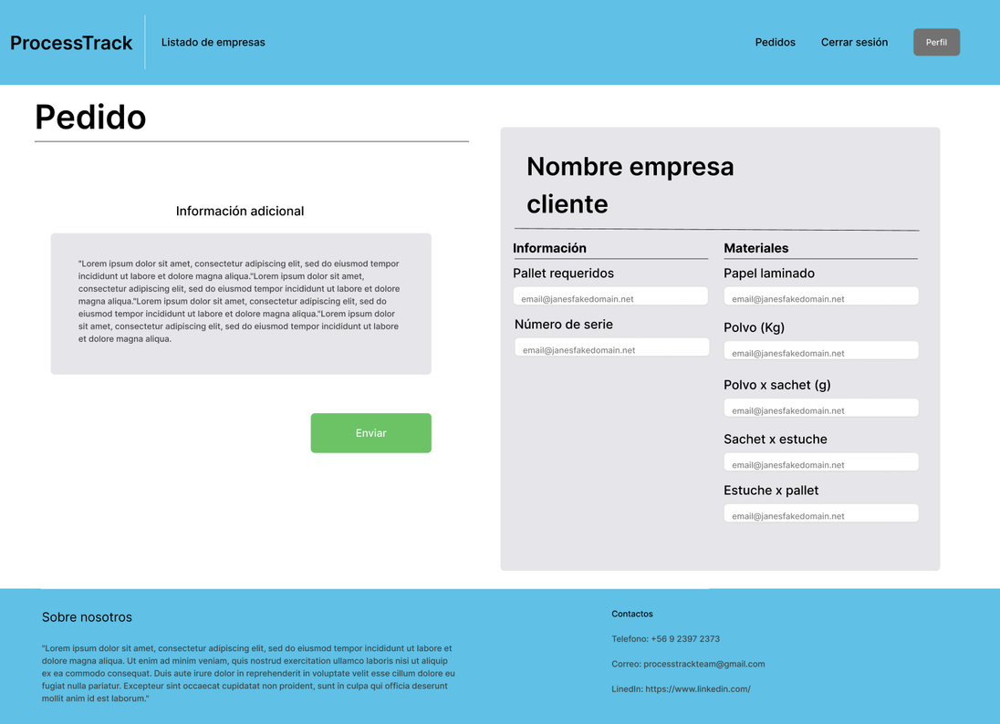 ProcessTrack
Listado de empresas
Pedidos
Cerrar sesión
Perfil
Pedido
Información adicional
"Lorem ipsum dolor sit amet, consectetur adipiscing elit, sed do eiusmod tempor
incididunt ut labore et dolore magna aliqua."Lorem ipsum dolor sit amet,
consectetur adipiscing elit, sed do eiusmod tempor incididunt ut labore et dolore
magna aliqua."Lorem ipsum dolor sit amet, consectetur adipiscing elit, sed do
eiusmod tempor incididunt ut labore et dolore magna aliqua."Lorem ipsum dolor
sit amet, consectetur adipiscing elit, sed do eiusmod tempor incididunt ut labore
et dolore magna aliqua.
Enviar
Nombre empresa
cliente
Información
Pallet requeridos
email@janesfakedomain.net
Número de serie
email@janesfakedomain.net
Materiales
Papel laminado
email@janesfakedomain.net
Polvo (Kg)
email@janesfakedomain.net
Polvo x sachet (g)
email@janesfakedomain.net
Sachet x estuche
email@janesfakedomain.net
Estuche x pallet
email@janesfakedomain.net
Sobre nosotros
"Lorem ipsum dolor sit amet, consectetur adipiscing elit, sed do eiusmod tempor incididunt ut labore et
dolore magna aliqua. Ut enim ad minim veniam, quis nostrud exercitation ullamco laboris nisi ut aliquip
ex ea commodo consequat. Duis aute irure dolor in reprehenderit in voluptate velit esse cillum dolore eu
fugiat nulla pariatur. Excepteur sint occaecat cupidatat non proident, sunt in culpa qui officia deserunt
mollit anim id est laborum."
Contactos
Telefono: +56 9 2397 2373
Correo: processtrackteam@gmail.com
LinedIn: https://www.linkedin.com/